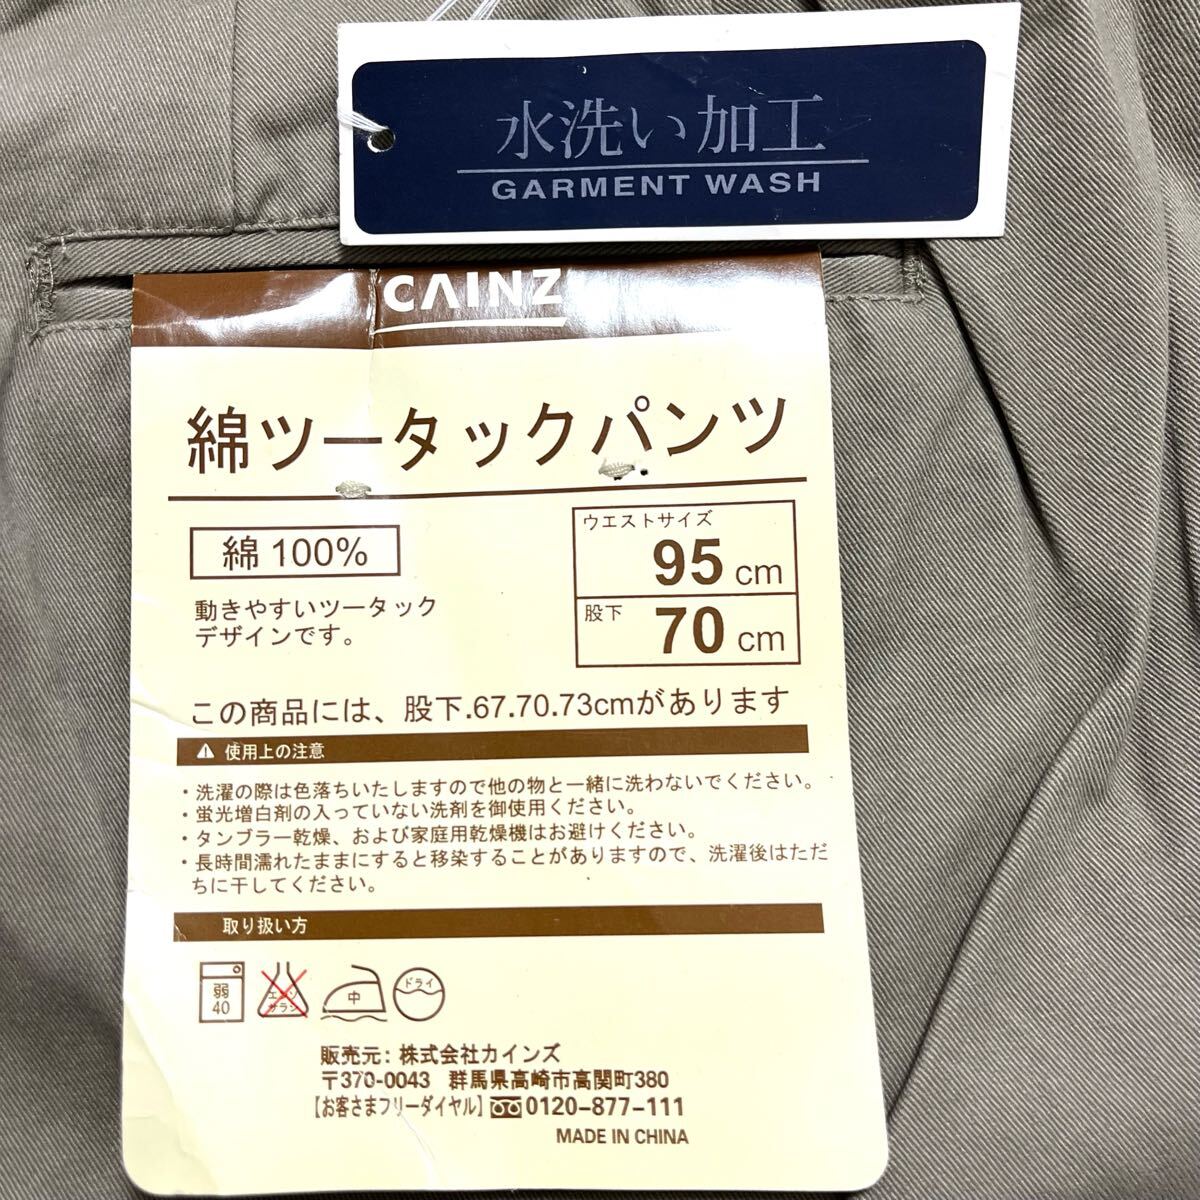 水洗い加工
GARMENT WASH
CAINZ
綿ツータックパンツ
綿100%
動きやすいツータック
デザインです。
ウエストサイズ
95 cm
股下
70 cm
この商品には、股下.67.70.73cmがあります
使用上の注意
・洗濯の際は色落ちいたしますので他の物と一緒に洗わないでください。
・蛍光増白剤の入っていない洗剤を御使用ください。
・タンブラー乾燥、および家庭用乾燥機はお避けください。
・長時間濡れたままにすると移染することがありますので、洗濯後はただ
ちに干してください。
取り扱い方
弱
40
エンソ
サラシ
中
ドライ
販売元：株式会社カインズ
〒370-0043 群馬県高崎市高関町380
【お客さまフリーダイヤル】0120-877-111
MADE IN CHINA